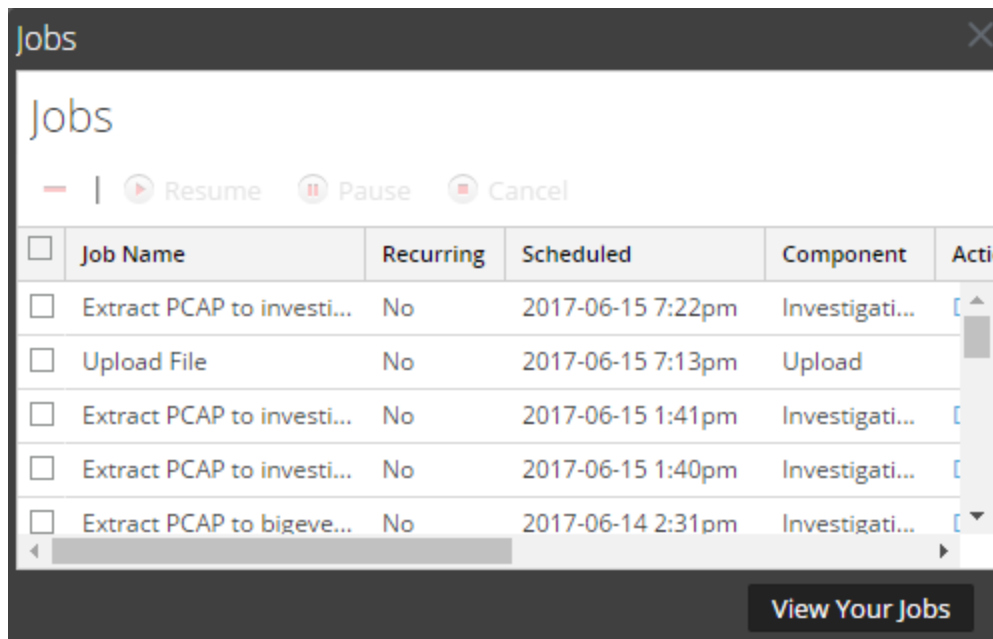 Jobs
Jobs
Resume Pause Cancel
Job Name Recurring Scheduled Component Acti
Extract PCAP to investi... No 2017-06-15 7:22pm Investigati...
Upload File No 2017-06-15 7:13pm Upload
Extract PCAP to investi... No 2017-06-15 1:41pm Investigati...
Extract PCAP to investi... No 2017-06-15 1:40pm Investigati...
Extract PCAP to bigeve... No 2017-06-14 2:31pm Investigati...
View Your Jobs